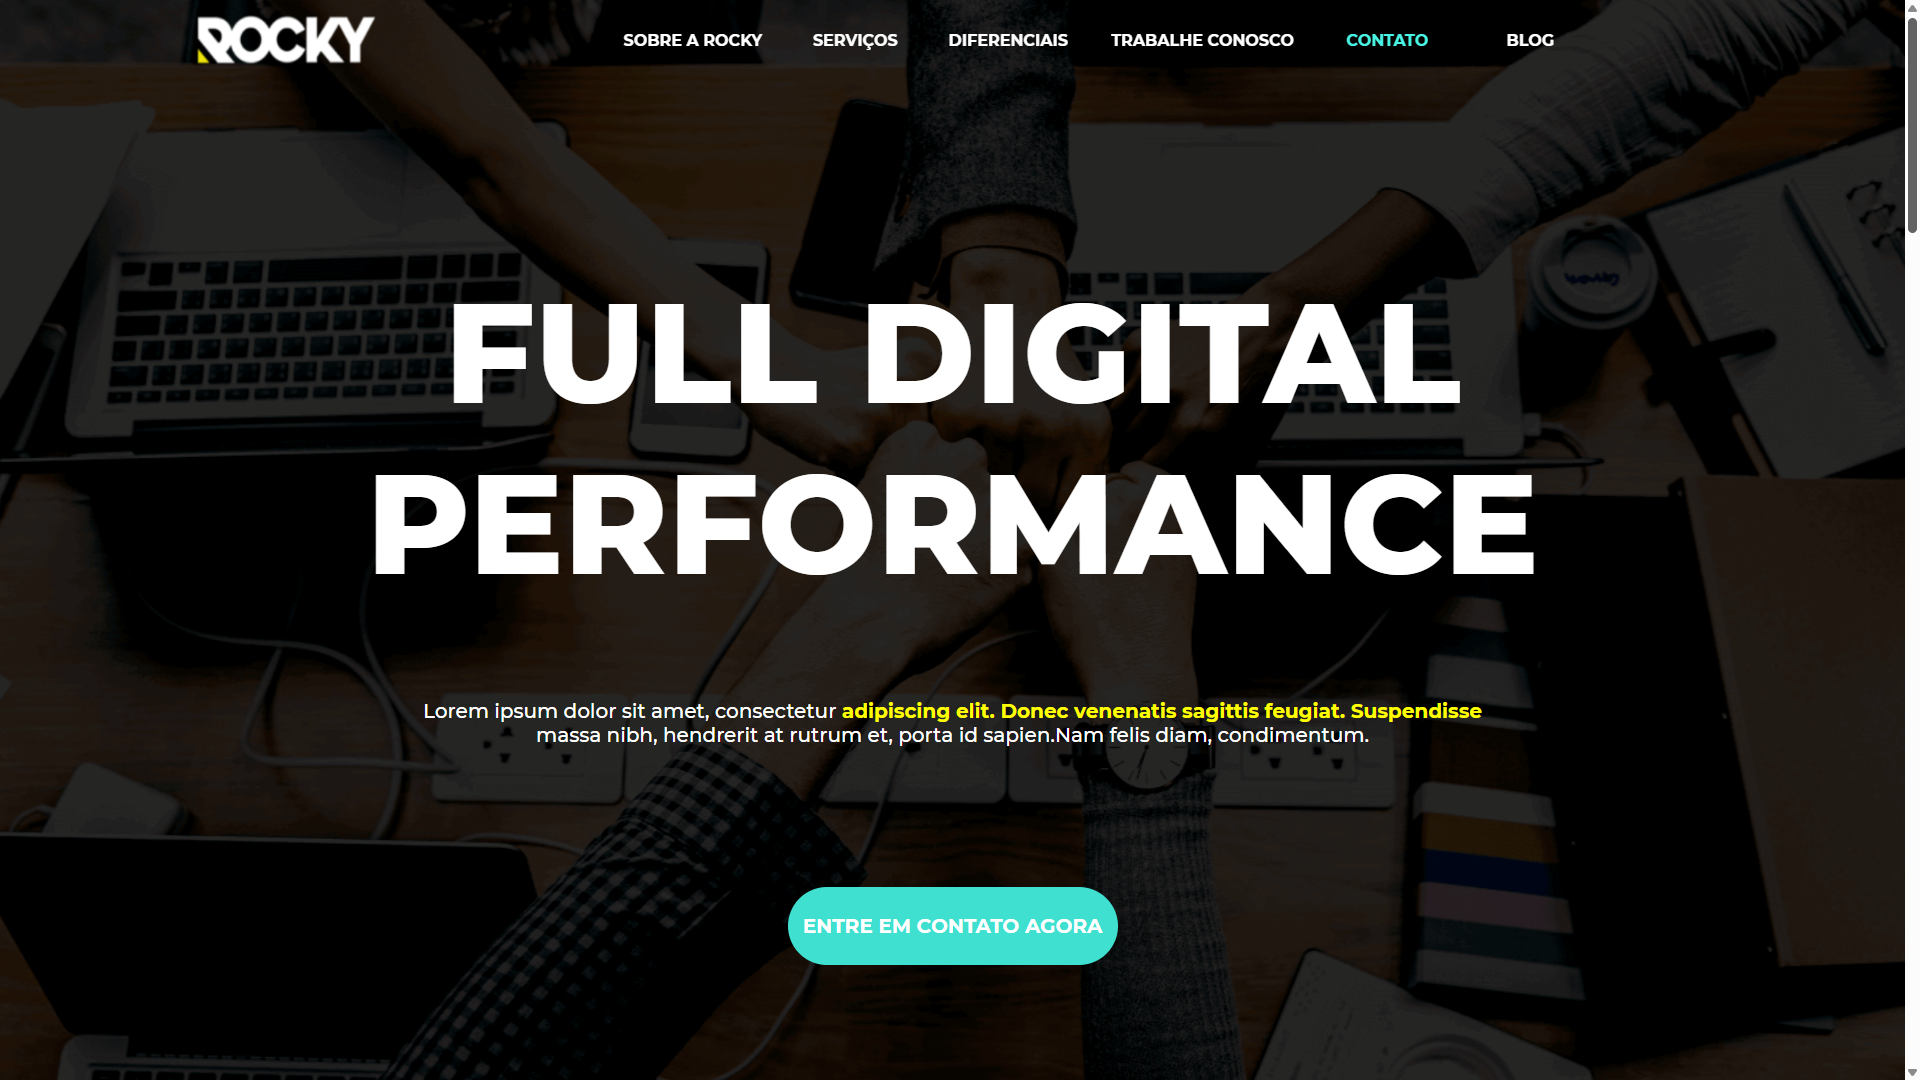 ROCKY
SOBRE A ROCKY
SERVIÇOS
DIFERENCIAIS
TRABALHE CONOSCO
CONTATO
BLOG
FULL DIGITAL
PERFORMANCE
Lorem ipsum dolor sit amet, consectetur adipiscing elit. Donec venenatis sagittis feugiat. Suspendisse
massa nibh, hendrerit at rutrum et, porta id sapien.Nam felis diam, condimentum.
ENTRE EM CONTATO AGORA